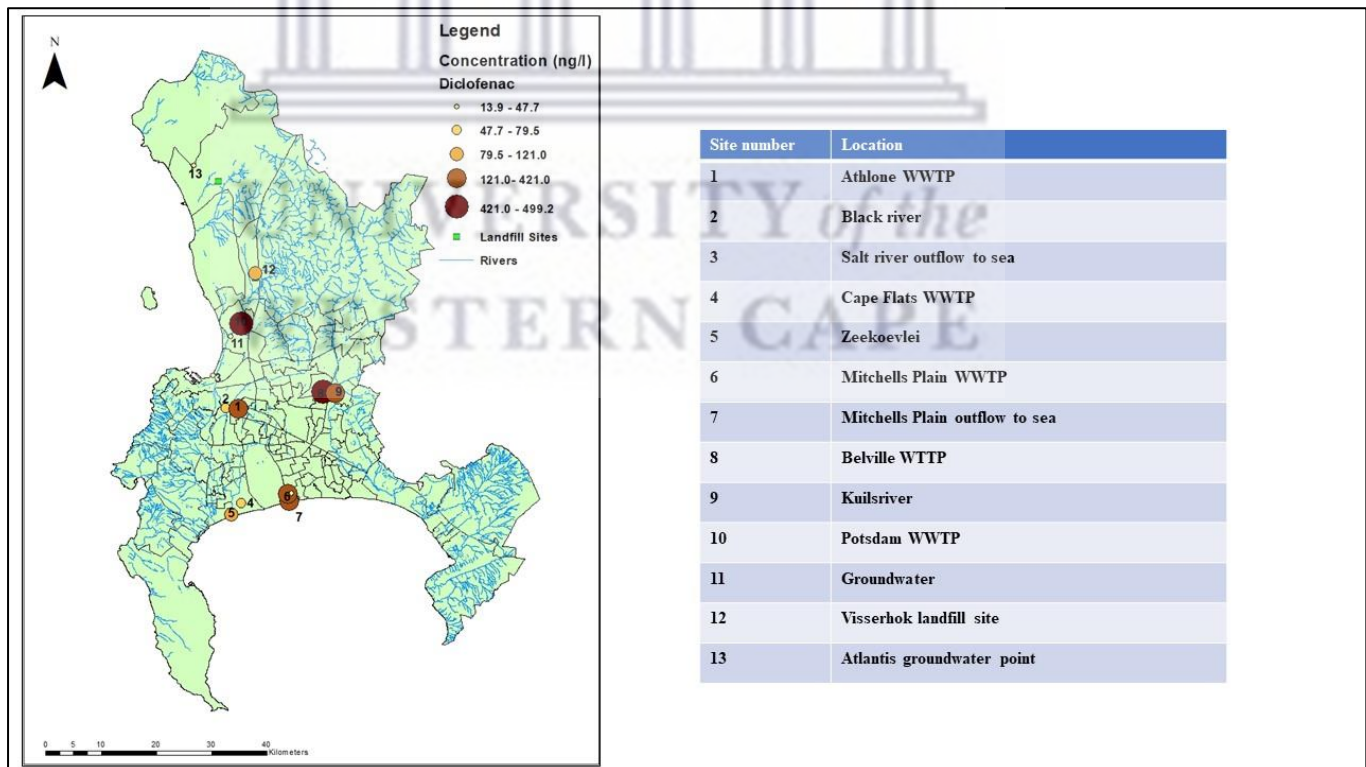 N
Legend
Concentration (ng/l)
Diclofenac
13.9 - 47.7
47.7 - 79.5
79.5 - 121.0
121.0- 421.0
421.0 - 499.2
Landfill Sites
Rivers
13
12
11
3
9
2
1
6
4
5
7
0 5 10 20 30 40
Kilometers
UNIVERSITY of the
WESTERN CAPE
Site number Location
1 Athlone WWTP
2 Black river
3 Salt river outflow to sea
4 Cape Flats WWTP
5 Zeekoevlei
6 Mitchells Plain WWTP
7 Mitchells Plain outflow to sea
8 Belville WTTP
9 Kuilsriver
10 Potsdam WWTP
11 Groundwater
12 Visserhok landfill site
13 Atlantis groundwater point